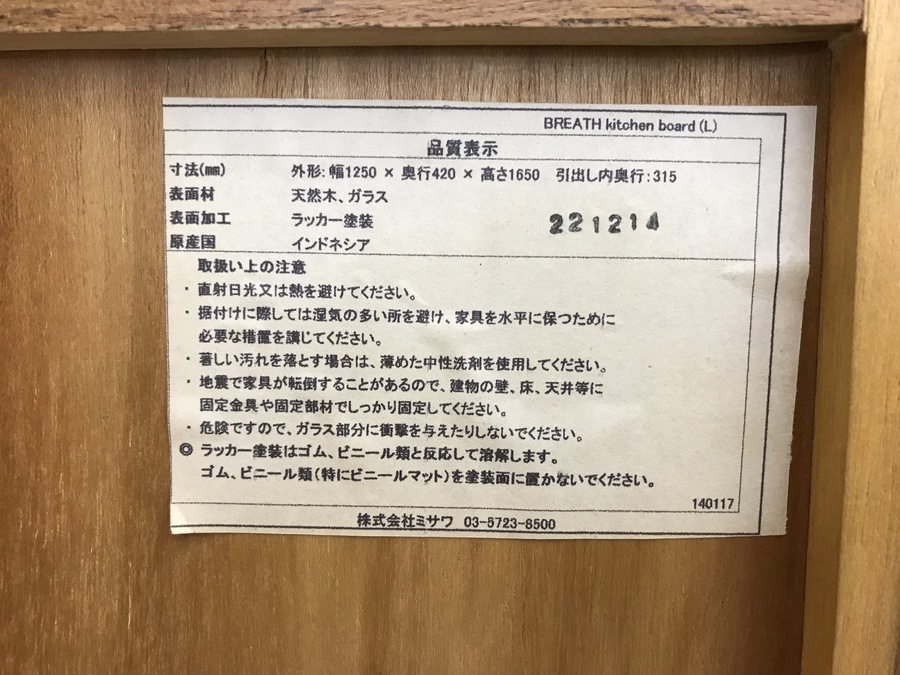 BREATH kitchen board (L)
品質表示
寸法(mm) 外形:幅1250 × 奥行420 × 高さ1650 引出し内奥行:315
表面材 天然木、ガラス
表面加工 ラッカー塗装
221214
原産国 インドネシア
取扱い上の注意
・ 直射日光又は熱を避けてください。
・ 据付けに際しては湿気の多い所を避け、家具を水平に保つために
必要な措置を講じてください。
・ 著しい汚れを落とす場合は、薄めた中性洗剤を使用してください。
・ 地震で家具が転倒することがあるので、建物の壁、床、天井等に
固定金具や固定部材でしっかり固定してください。
・ 危険ですので、ガラス部分に衝撃を与えたりしないでください。
◎ ラッカー塗装はゴム、ビニール類と反応して溶解します。
ゴム、ビニール類(特にビニールマット)を塗装面に置かないでください。
140117
株式会社ミサワ 03-5723-8500